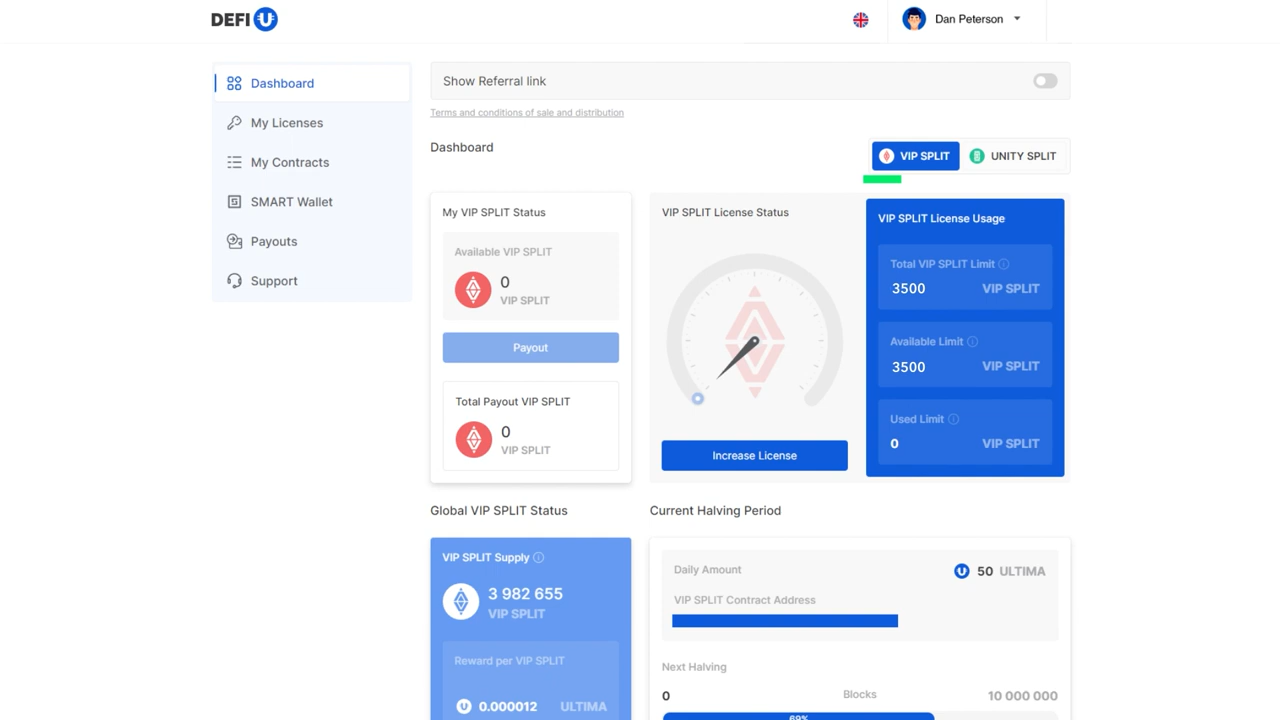 DEFI U
Dan Peterson
Dashboard
My Licenses
My Contracts
SMART Wallet
Payouts
Support
Show Referral link
Terms and conditions of sale and distribution
Dashboard
VIP SPLIT
UNITY SPLIT
My VIP SPLIT Status
Available VIP SPLIT
0
VIP SPLIT
Payout
Total Payout VIP SPLIT
0
VIP SPLIT
VIP SPLIT License Status
Increase License
VIP SPLIT License Usage
Total VIP SPLIT Limit
3500 VIP SPLIT
Available Limit
3500 VIP SPLIT
Used Limit
0 VIP SPLIT
Global VIP SPLIT Status
VIP SPLIT Supply
3 982 655
VIP SPLIT
Reward per VIP SPLIT
0.000012 ULTIMA
Current Halving Period
Daily Amount 50 ULTIMA
VIP SPLIT Contract Address
Next Halving
0 Blocks 10 000 000
69%